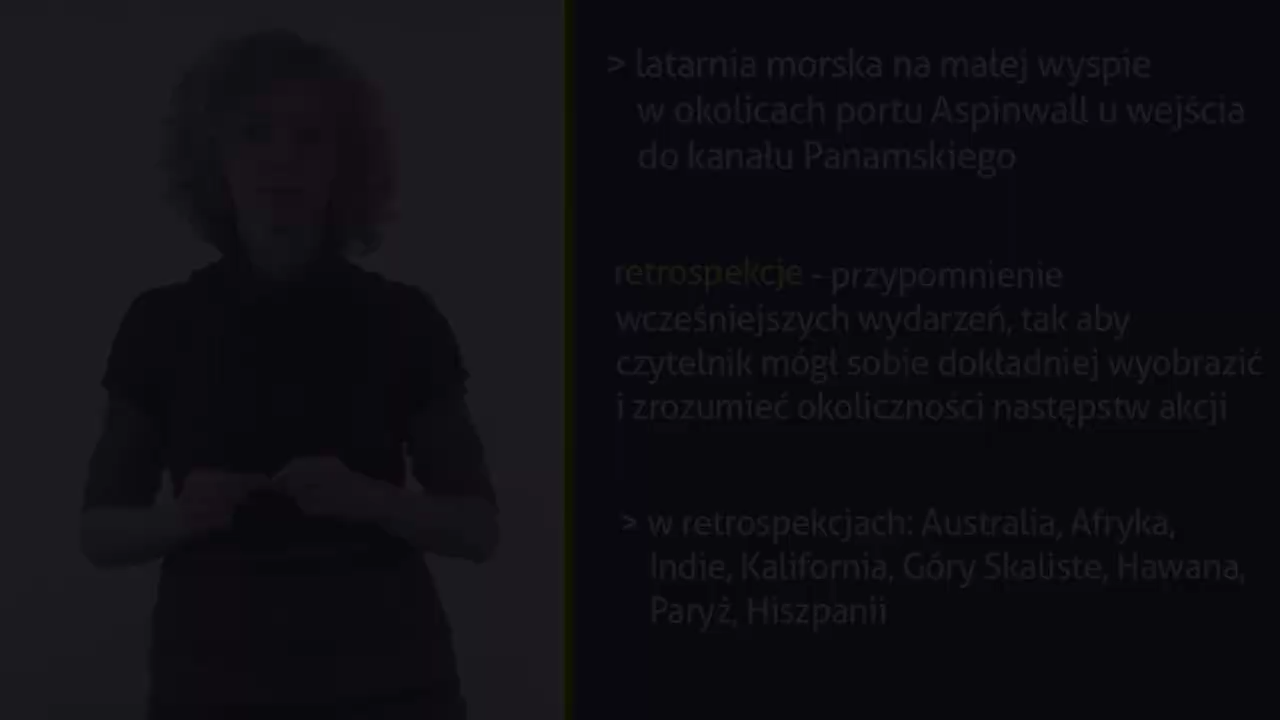 > latarnia morska na małej wyspie
w okolicach portu Aspinwall u wejścia
do kanału Panamskiego
retrospekcje - przypomnienie
wcześniejszych wydarzeń, tak aby
czytelnik mógł sobie dokładniej wyobrazić
i zrozumieć okoliczności następstw akcji
> w retrospekcjach: Australia, Afryka,
Indie, Kalifornia, Góry Skaliste, Hawana,
Paryż, Hiszpanii